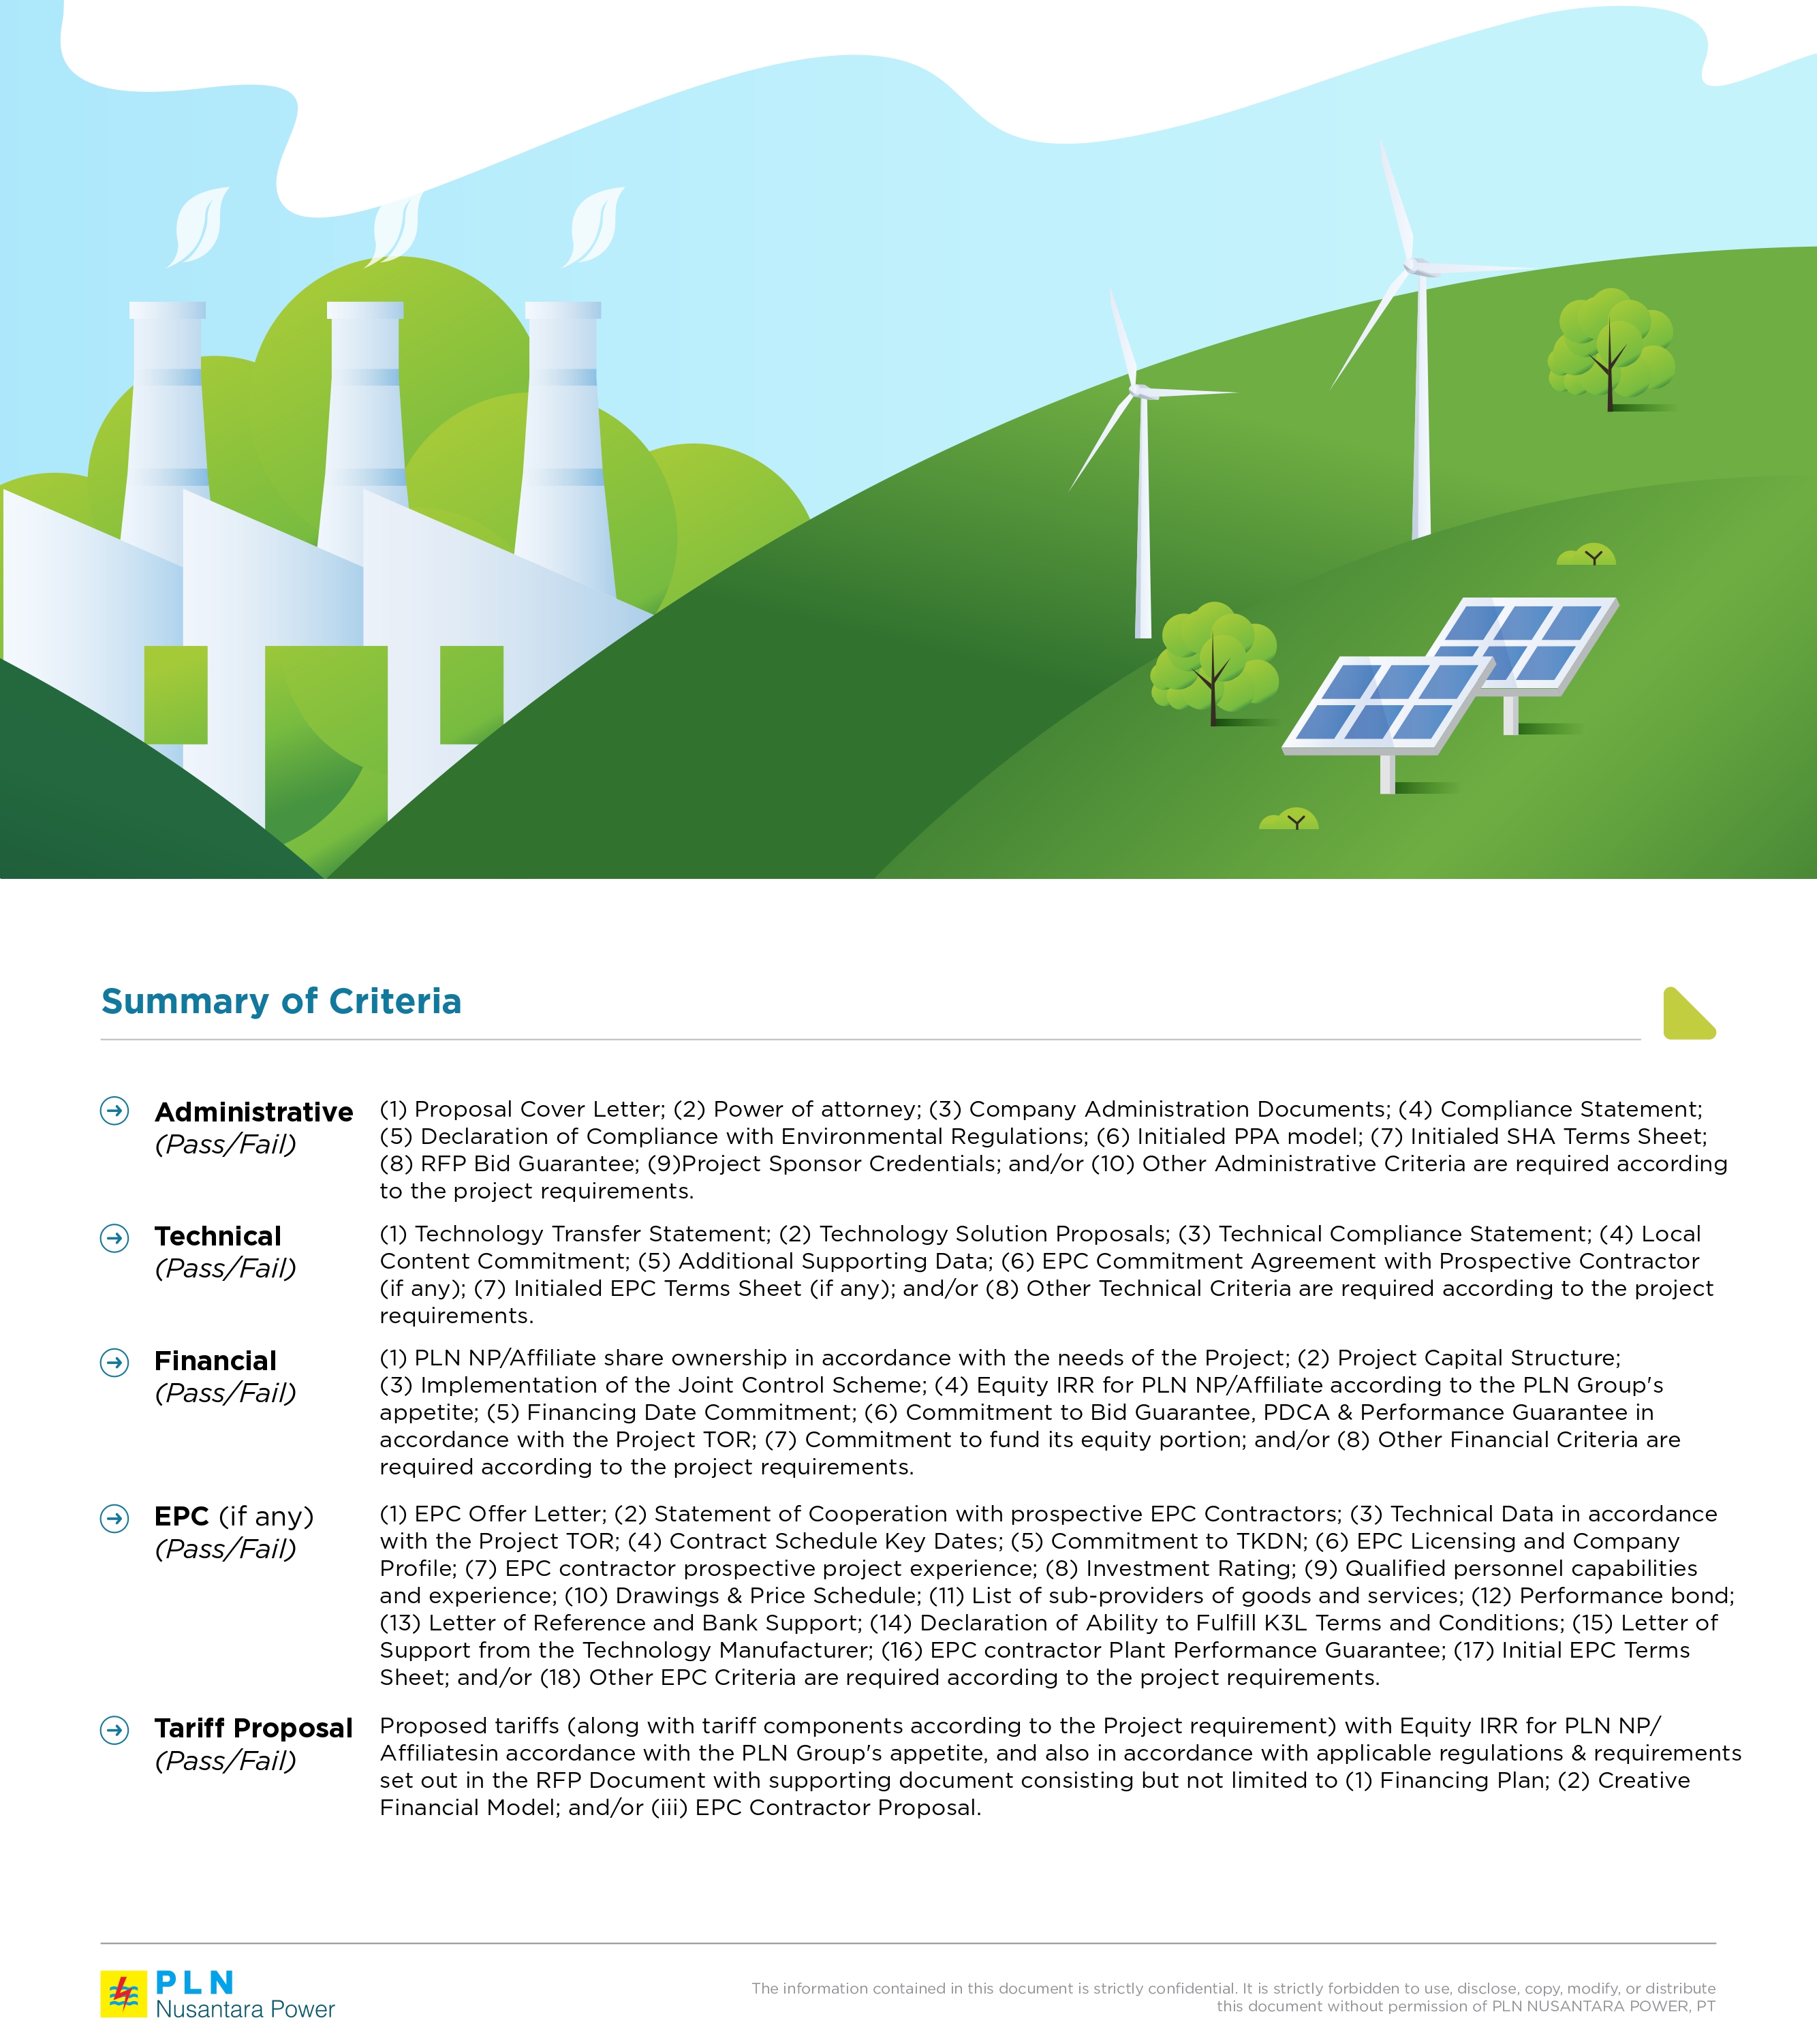 Summary of Criteria
Administrative
(Pass/Fail)
(1) Proposal Cover Letter; (2) Power of attorney; (3) Company Administration Documents; (4) Compliance Statement;
(5) Declaration of Compliance with Environmental Regulations; (6) Initialed PPA model; (7) Initialed SHA Terms Sheet;
(8) RFP Bid Guarantee; (9)Project Sponsor Credentials; and/or (10) Other Administrative Criteria are required according
to the project requirements.
Technical
(Pass/Fail)
(1) Technology Transfer Statement; (2) Technology Solution Proposals; (3) Technical Compliance Statement; (4) Local
Content Commitment; (5) Additional Supporting Data; (6) EPC Commitment Agreement with Prospective Contractor
(if any); (7) Initialed EPC Terms Sheet (if any); and/or (8) Other Technical Criteria are required according to the project
requirements.
Financial
(Pass/Fail)
(1) PLN NP/Affiliate share ownership in accordance with the needs of the Project; (2) Project Capital Structure;
(3) Implementation of the Joint Control Scheme; (4) Equity IRR for PLN NP/Affiliate according to the PLN Group's
appetite; (5) Financing Date Commitment; (6) Commitment to Bid Guarantee, PDCA & Performance Guarantee in
accordance with the Project TOR; (7) Commitment to fund its equity portion; and/or (8) Other Financial Criteria are
required according to the project requirements.
EPC (if any)
(Pass/Fail)
(1) EPC Offer Letter; (2) Statement of Cooperation with prospective EPC Contractors; (3) Technical Data in accordance
with the Project TOR; (4) Contract Schedule Key Dates; (5) Commitment to TKDN; (6) EPC Licensing and Company
Profile; (7) EPC contractor prospective project experience; (8) Investment Rating; (9) Qualified personnel capabilities
and experience; (10) Drawings & Price Schedule; (11) List of sub-providers of goods and services; (12) Performance bond;
(13) Letter of Reference and Bank Support; (14) Declaration of Ability to Fulfill K3L Terms and Conditions; (15) Letter of
Support from the Technology Manufacturer; (16) EPC contractor Plant Performance Guarantee; (17) Initial EPC Terms
Sheet; and/or (18) Other EPC Criteria are required according to the project requirements.
Tariff Proposal
(Pass/Fail)
Proposed tariffs (along with tariff components according to the Project requirement) with Equity IRR for PLN NP/
Affiliatesin accordance with the PLN Group's appetite, and also in accordance with applicable regulations & requirements
set out in the RFP Document with supporting document consisting but not limited to (1) Financing Plan; (2) Creative
Financial Model; and/or (iii) EPC Contractor Proposal.
PLN
Nusantara Power
The information contained in this document is strictly confidential. It is strictly forbidden to use, disclose, copy, modify, or distribute
this document without permission of PLN NUSANTARA POWER, PT